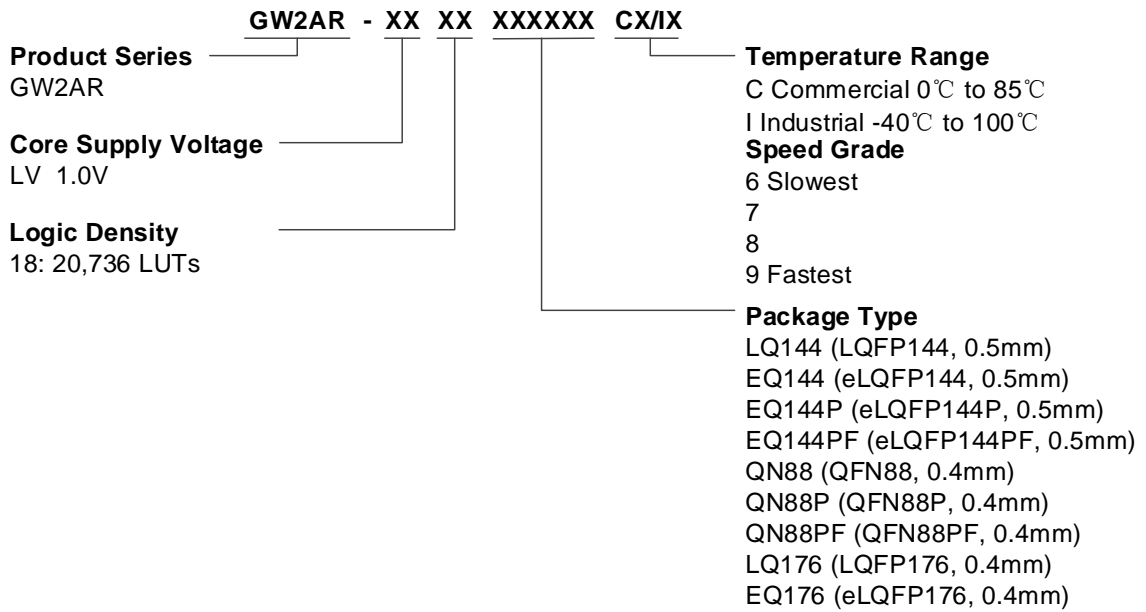 GW2AR - XX XX XXXXXX CX/IX
Product Series
GW2AR
Core Supply Voltage
LV 1.0V
Logic Density
18: 20,736 LUTs
Temperature Range
C Commercial 0℃ to 85℃
I Industrial -40℃ to 100℃
Speed Grade
6 Slowest
7
8
9 Fastest
Package Type
LQ144 (LQFP144, 0.5mm)
EQ144 (eLQFP144, 0.5mm)
EQ144P (eLQFP144P, 0.5mm)
EQ144PF (eLQFP144PF, 0.5mm)
QN88 (QFN88, 0.4mm)
QN88P (QFN88P, 0.4mm)
QN88PF (QFN88PF, 0.4mm)
LQ176 (LQFP176, 0.4mm)
EQ176 (eLQFP176, 0.4mm)